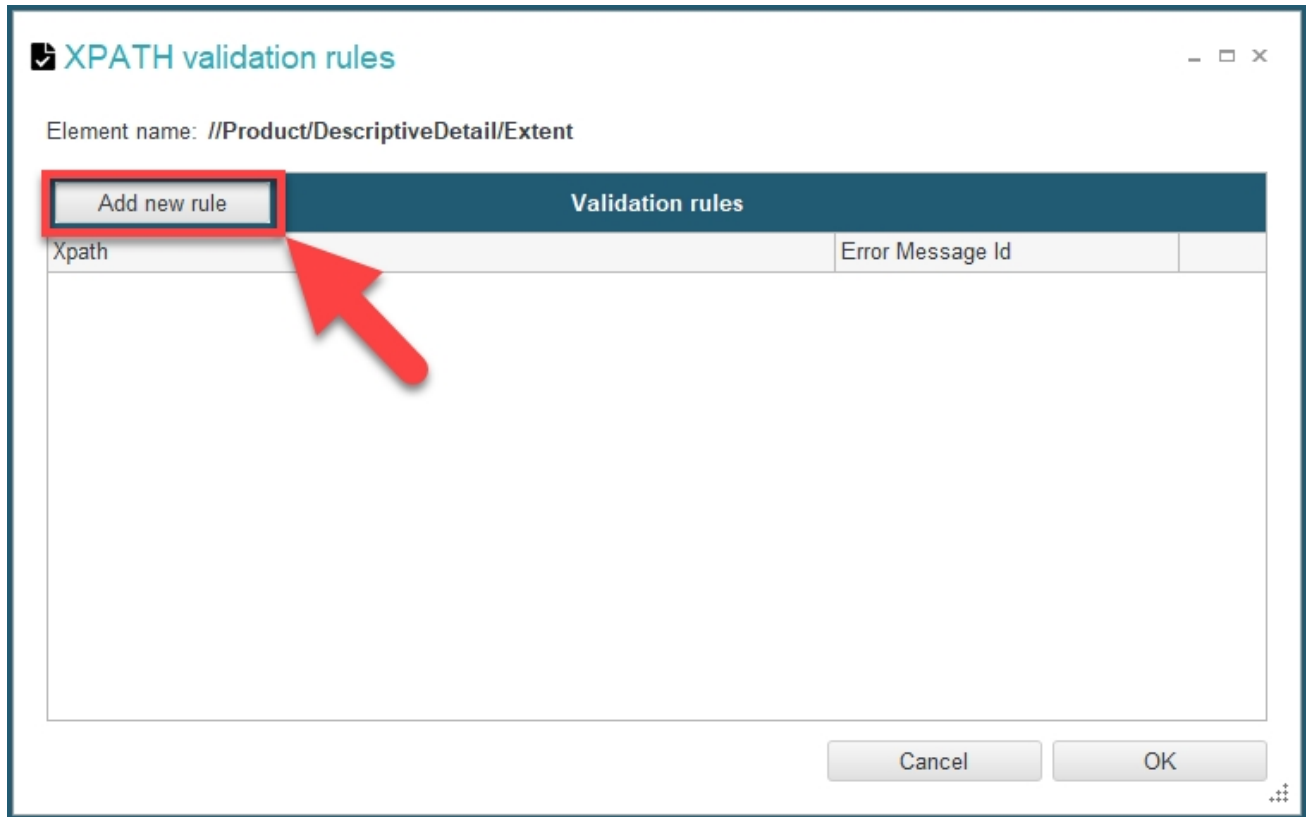 XPATH validation rules
Element name: //Product/DescriptiveDetail/Extent
Add new rule Validation rules
Xpath Error Message Id
Cancel OK